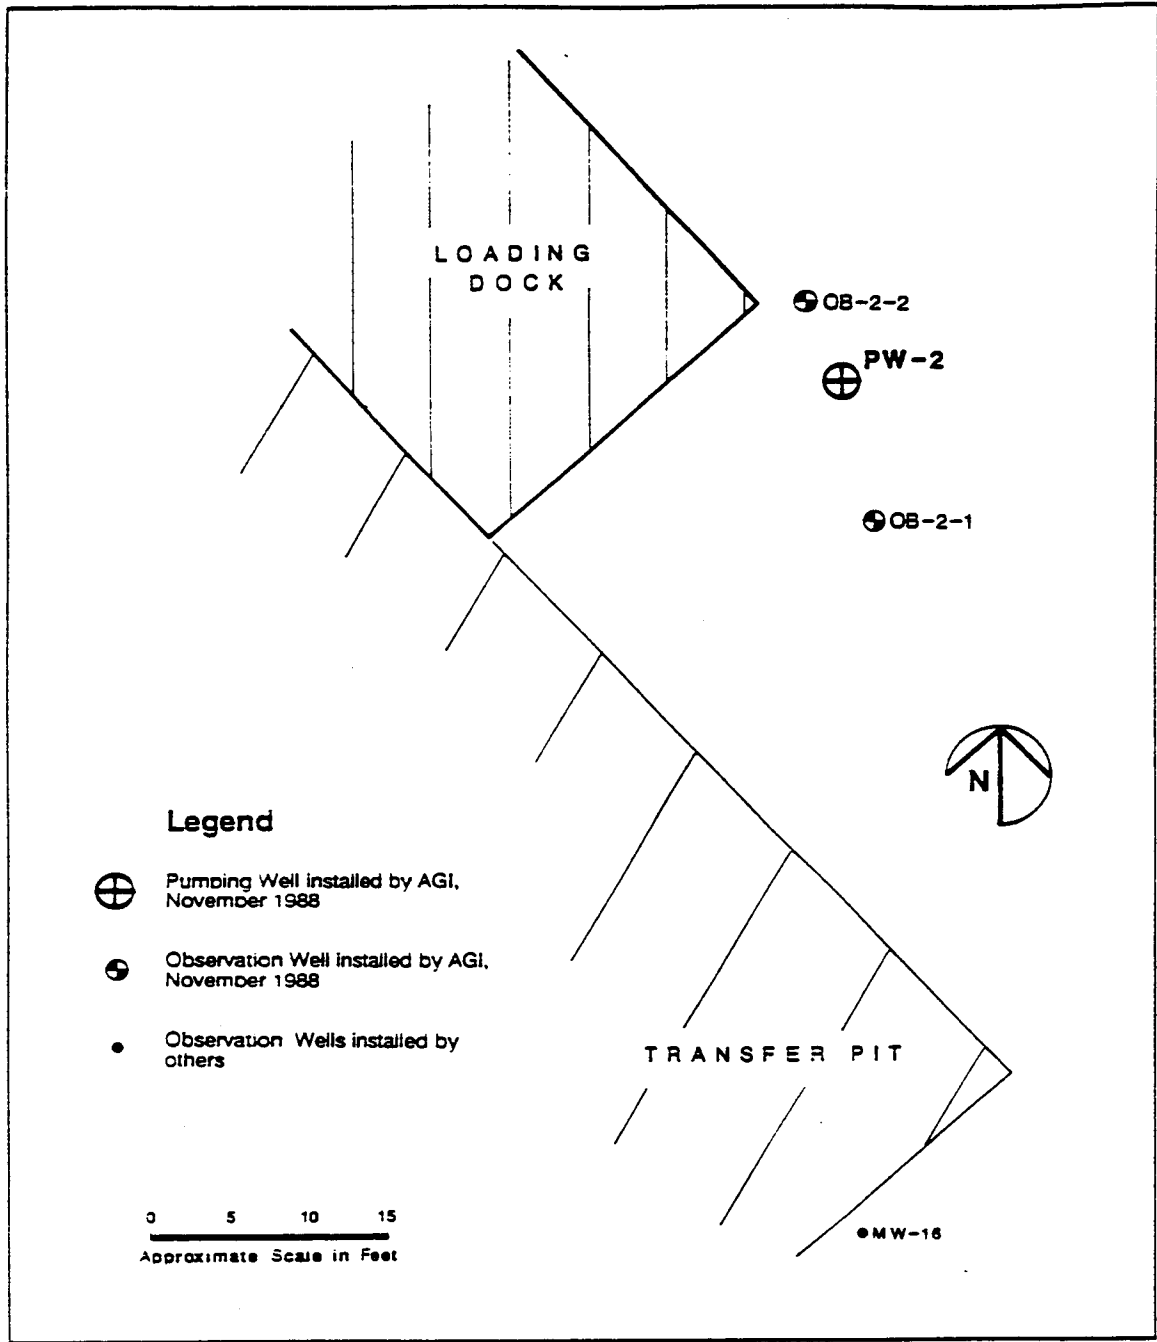 LOADING
DOCK
OB-2-2
PW-2
OB-2-1
N
Legend
Pumping Well installed by AGI,
November 1988
Observation Well installed by AGI,
November 1988
Observation Wells installed by
others
TRANSFER PIT
0 5 10 15
Approximate Scale in Feet
MW-16